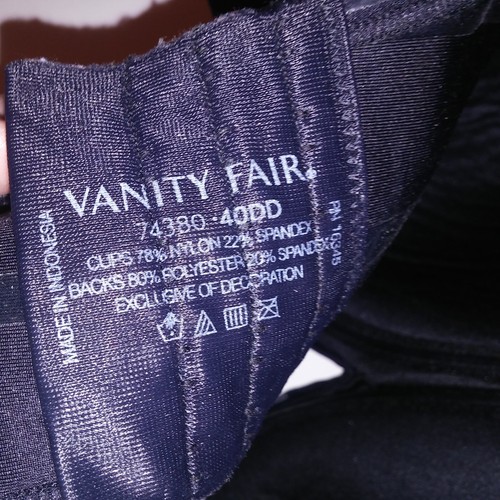 VANITY FAIR®
74380 40DD
CUPS 78% NYLON 22% SPANDEX
BACKS 80% POLYESTER 20% SPANDEX
EXCLUSIVE OF DECORATION
MADE IN INDONESIA
RN